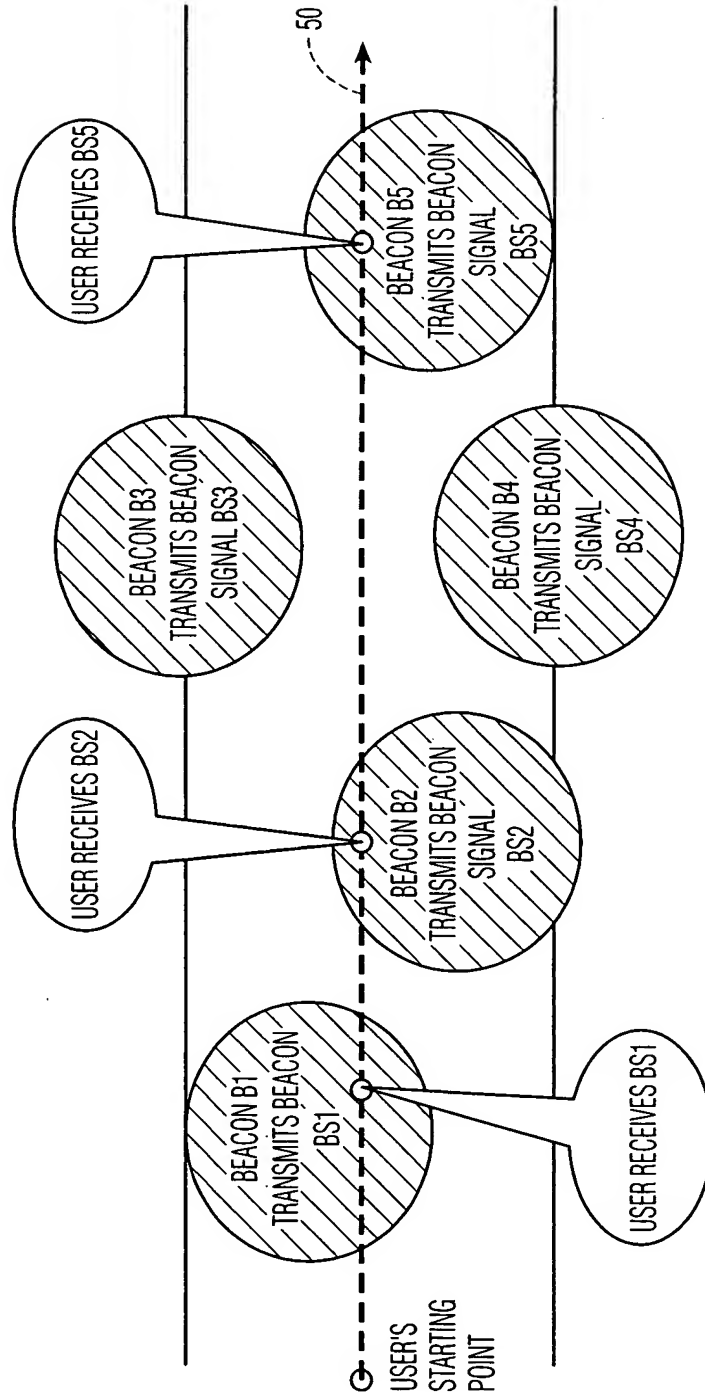 USER'S
STARTING
POINT
BEACON B1
TRANSMITS BEACON
BS1
USER RECEIVES BS1
USER RECEIVES BS2
BEACON B2
TRANSMITS BEACON
SIGNAL
BS2
BEACON B3
TRANSMITS BEACON
SIGNAL BS3
BEACON B4
TRANSMITS BEACON
SIGNAL
BS4
USER RECEIVES BS5
BEACON B5
TRANSMITS BEACON
SIGNAL
BS5
50